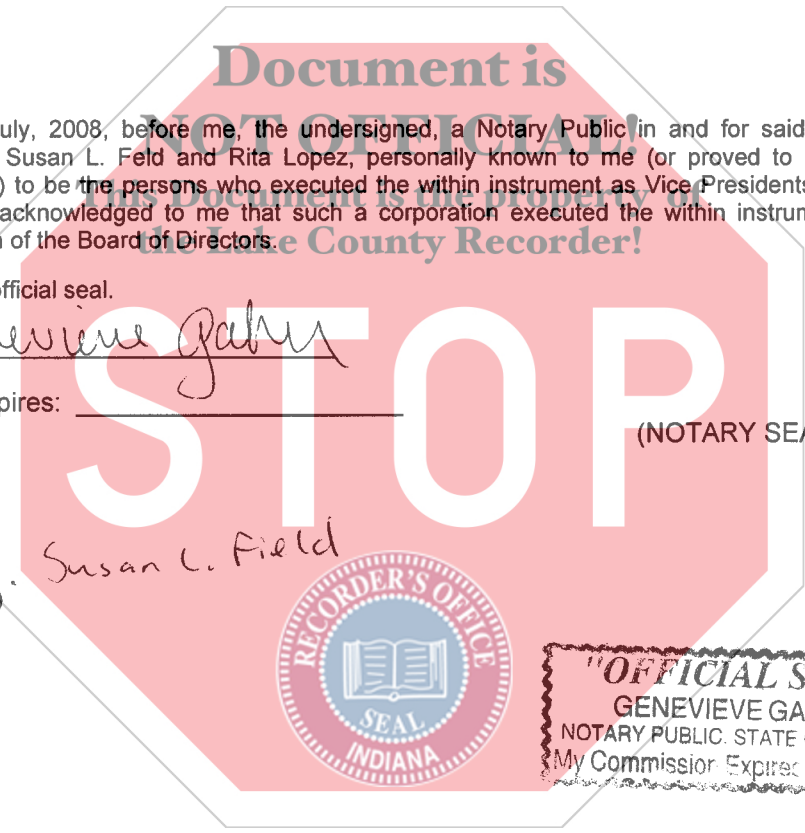 Document is
NOT OFFICIAL!
This Document is the property of
the Lake County Recorder!
uly, 2008, before me, the undersigned, a Notary Public in and for said
Susan L. Feld and Rita Lopez, personally known to me (or proved to
) to be the persons who executed the within instrument as Vice Presidents
acknowledged to me that such a corporation executed the within instrum
n of the Board of Directors.
official seal.
evieve
STOP
pires:
(NOTARY SEA
Susan L. Field
RECORDER'S OFFICE
SEAL
INDIANA
"OFFICIAL S
GENEVIEVE GA
NOTARY PUBLIC. STATE
My Commission Expires